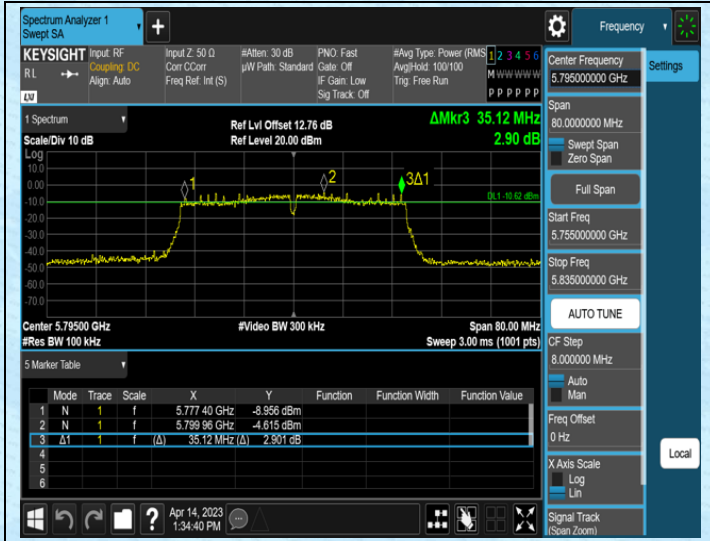 Spectrum Analyzer 1
Swept SA
+
Frequency
KEYSIGHT
RL
LXI
Input: RF
Coupling: DC
Align: Auto
Input Z: 50 Ω
Corr CCorr
Freq Ref: Int (S)
#Atten: 30 dB
µW Path: Standard
PNO: Fast
Gate: Off
IF Gain: Low
Sig Track: Off
#Avg Type: Power (RMS
Avg|Hold: 100/100
Trig: Free Run
1 2 3 4 5 6
M W W W W W
P P P P P P
1 Spectrum
Scale/Div 10 dB
Log
Ref Lvl Offset 12.76 dB
Ref Level 20.00 dBm
ΔMkr3 35.12 MHz
2.90 dB
10.0
0.00
-10.0
-20.0
-30.0
-40.0
-50.0
-60.0
-70.0
1
2
3Δ1
DL1 -10.62 dBm
Center 5.79500 GHz
#Res BW 100 kHz
#Video BW 300 kHz
Span 80.00 MHz
Sweep 3.00 ms (1001 pts)
5 Marker Table
Mode Trace Scale X Y Function Function Width Function Value
1 N 1 f 5.777 40 GHz -8.956 dBm
2 N 1 f 5.799 96 GHz -4.615 dBm
3 Δ1 1 f (Δ) 35.12 MHz (Δ) 2.901 dB
4
5
6
Center Frequency
5.795000000 GHz
Settings
Span
80.0000000 MHz
Swept Span
Zero Span
Full Span
Start Freq
5.755000000 GHz
Stop Freq
5.835000000 GHz
AUTO TUNE
CF Step
8.000000 MHz
Auto
Man
Freq Offset
0 Hz
X Axis Scale
Log
Lin
Signal Track
(Span Zoom)
Local
?
Apr 14, 2023
1:34:40 PM